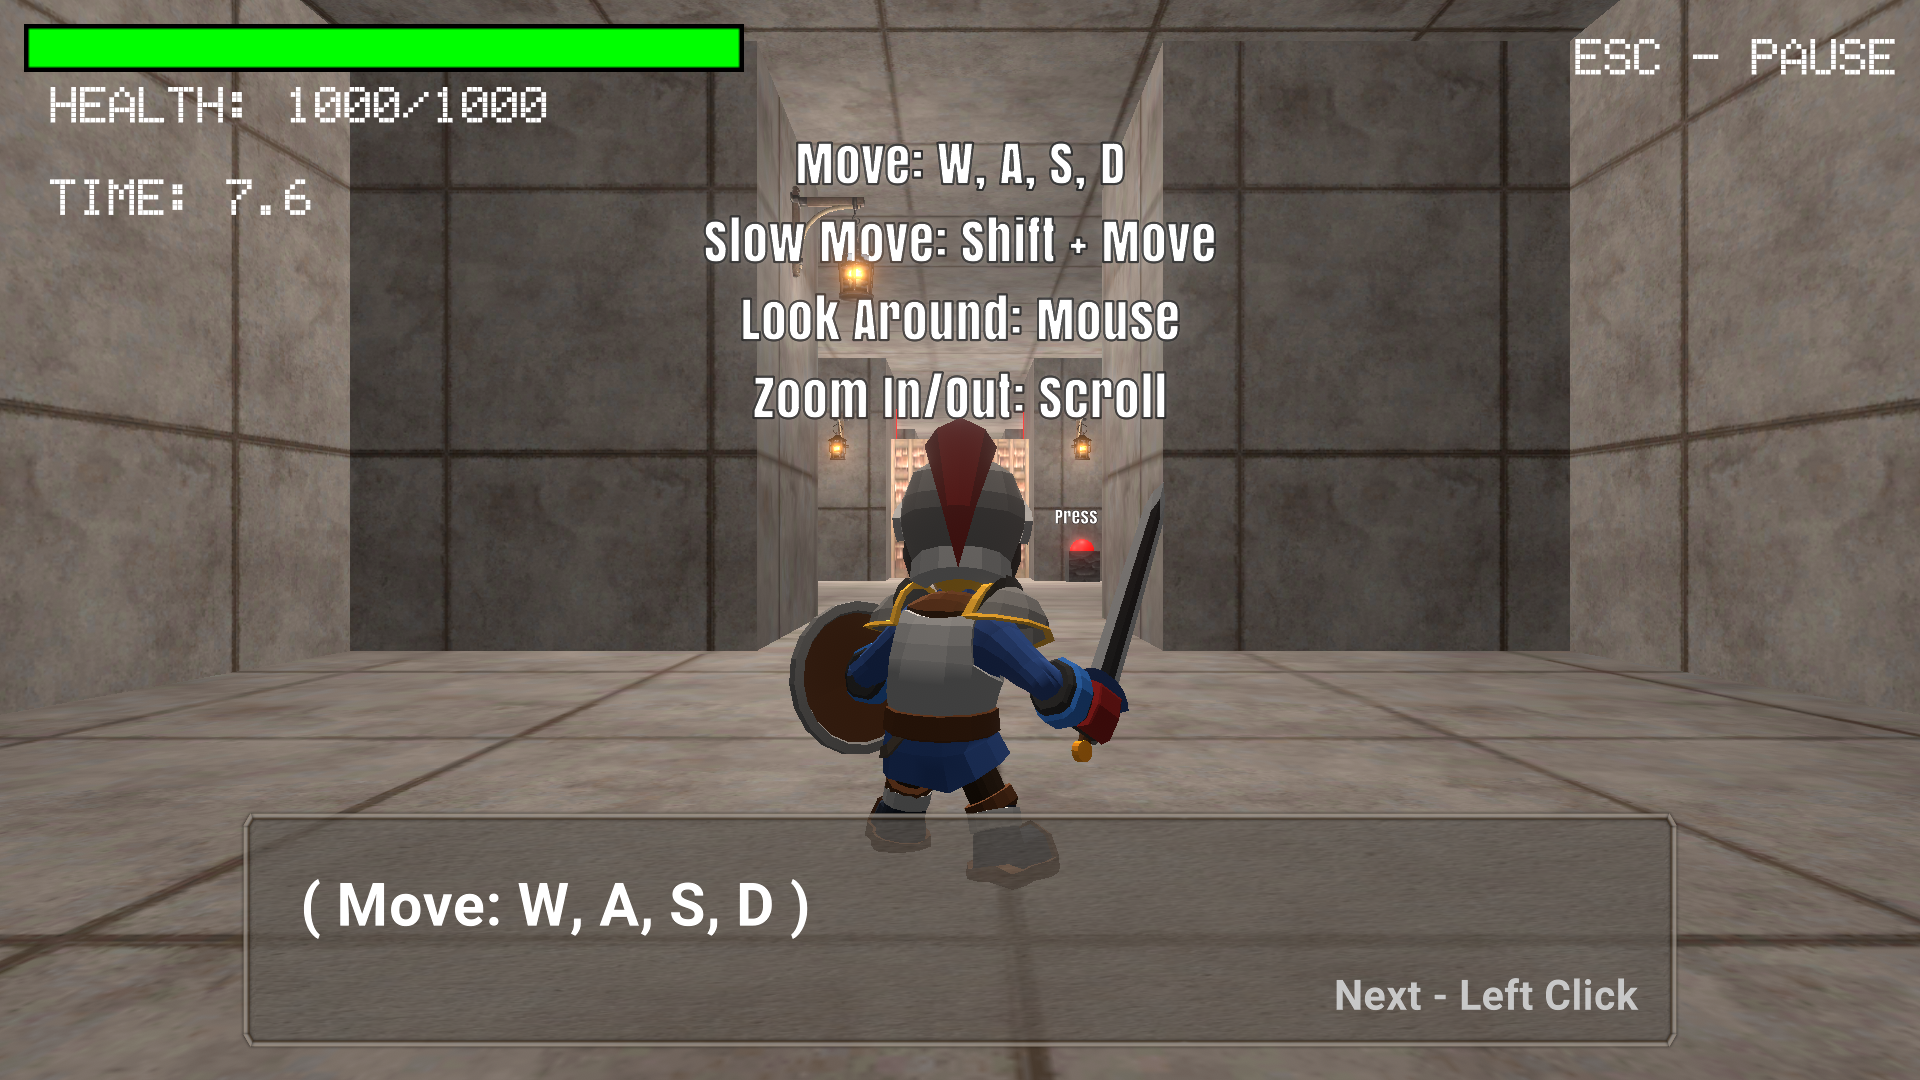 HEALTH: 1000/1000
TIME: 7.6
ESC - PAUSE
Move: W, A, S, D
Slow Move: Shift + Move
Look Around: Mouse
Zoom In/Out: Scroll
Press
( Move: W, A, S, D )
Next - Left Click